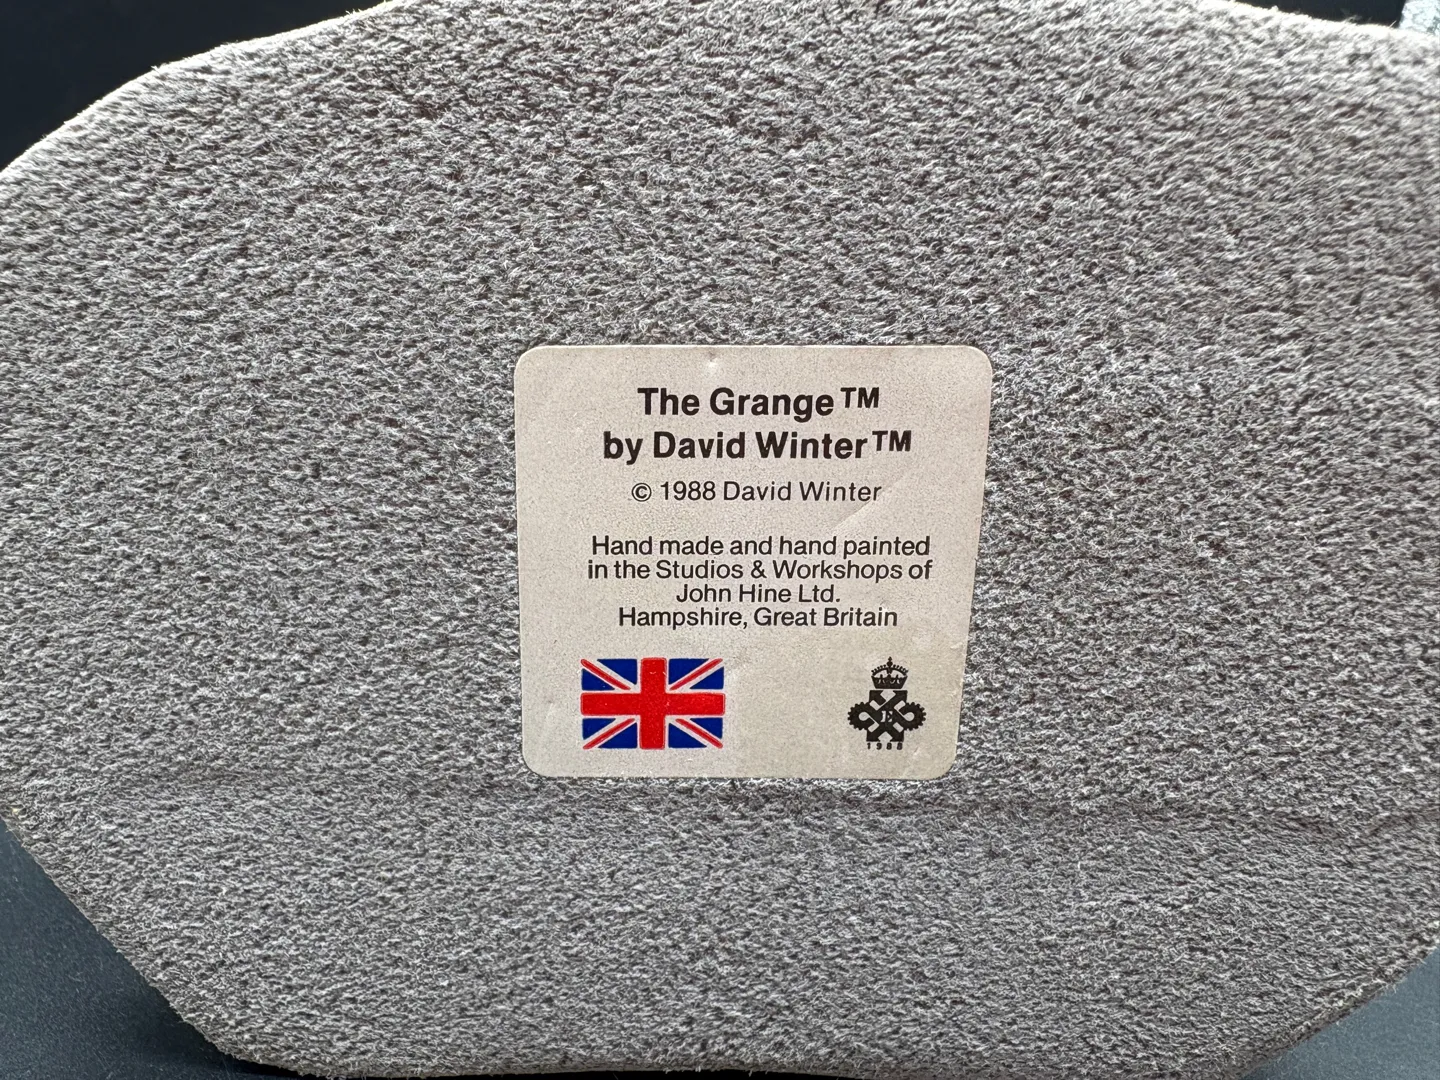 The Grange™
by David Winter™
© 1988 David Winter
Hand made and hand painted
in the Studios & Workshops of
John Hine Ltd.
Hampshire, Great Britain
E
1988